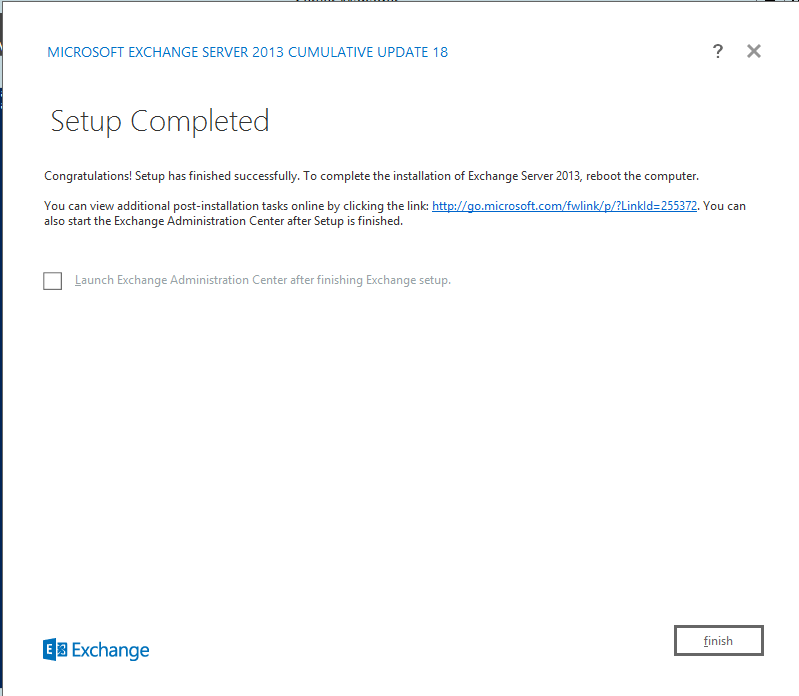 MICROSOFT EXCHANGE SERVER 2013 CUMULATIVE UPDATE 18
? ×
Setup Completed
Congratulations! Setup has finished successfully. To complete the installation of Exchange Server 2013, reboot the computer.
You can view additional post-installation tasks online by clicking the link: http://go.microsoft.com/fwlink/p/?LinkId=255372. You can
also start the Exchange Administration Center after Setup is finished.
Launch Exchange Administration Center after finishing Exchange setup.
E Exchange
finish